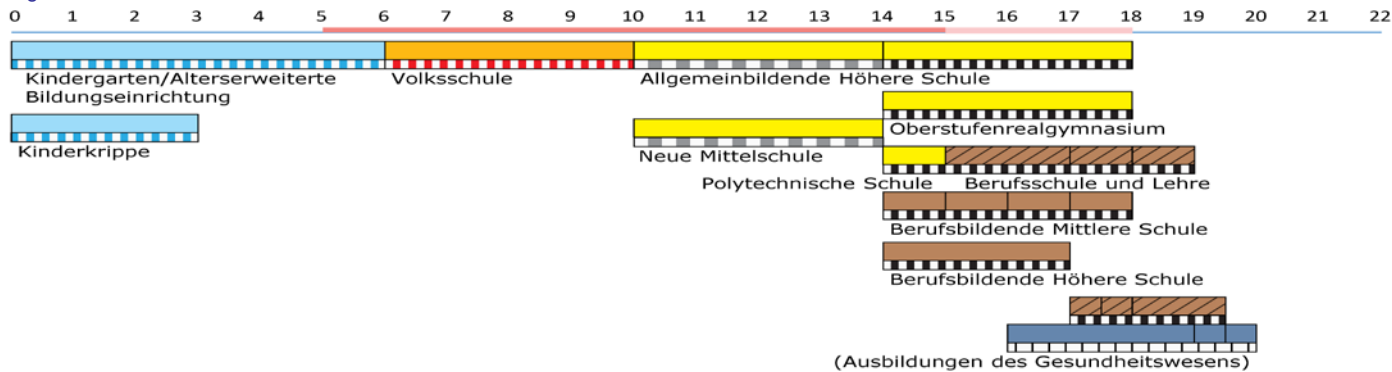 0 1 2 3 4 5 6 7 8 9 10 11 12 13 14 15 16 17 18 19 20 21 22
Kindergarten/Alterserweiterte
Bildungseinrichtung
Volksschule
Allgemeinbildende Höhere Schule
Kinderkrippe
Oberstufenrealgymnasium
Neue Mittelschule
Polytechnische Schule
Berufsschule und Lehre
Berufsbildende Mittlere Schule
Berufsbildende Höhere Schule
(Ausbildungen des Gesundheitswesens)